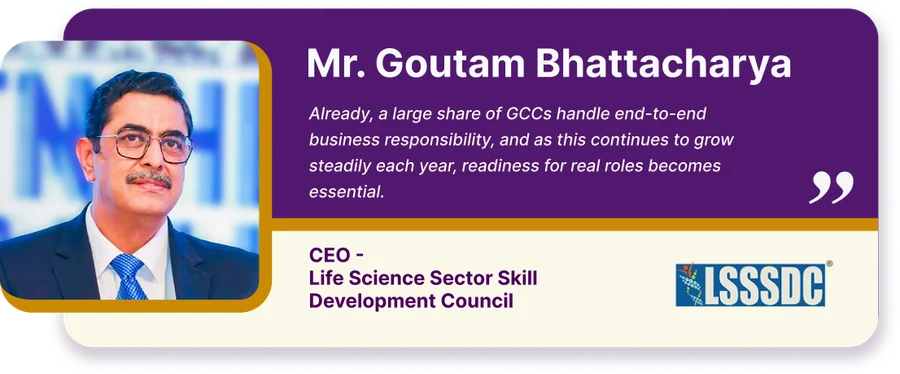 Mr. Goutam Bhattacharya
Already, a large share of GCCs handle end-to-end
business responsibility, and as this continues to grow
steadily each year, readiness for real roles becomes
essential.
”
CEO -
Life Science Sector Skill
Development Council
LSSSDC®